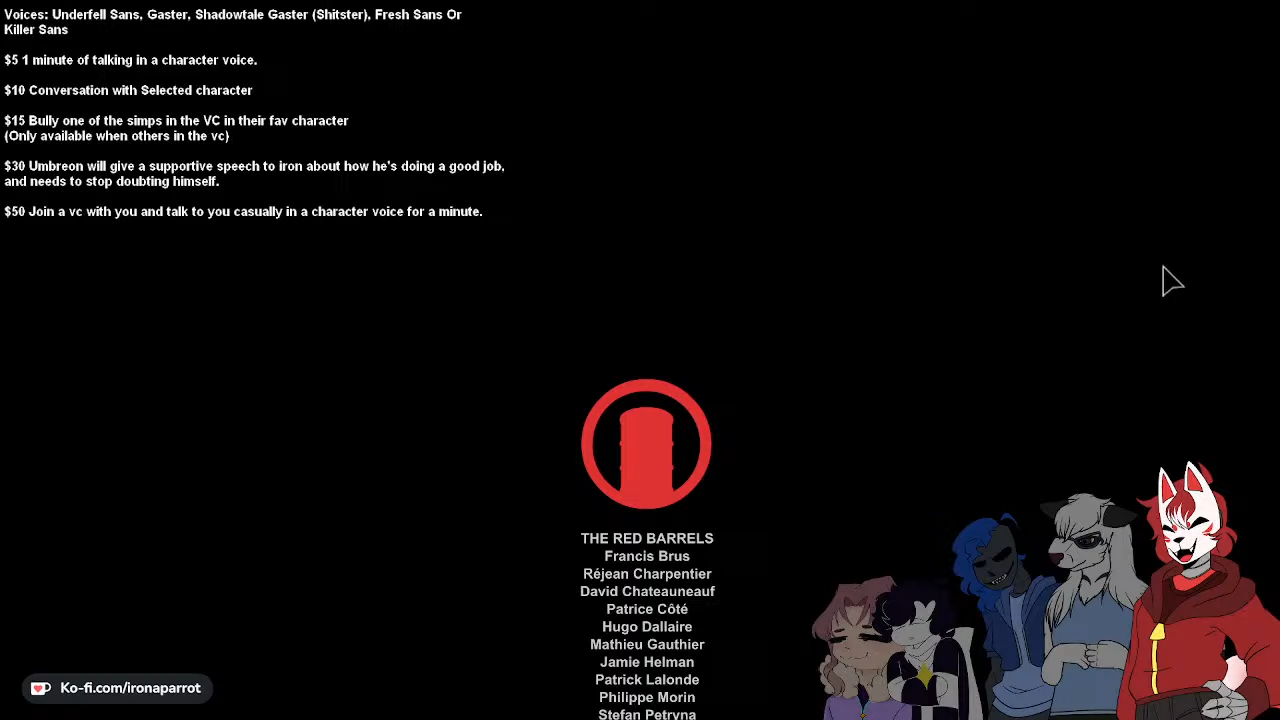 Voices: Underfell Sans, Gaster, Shadowtale Gaster (Shitster), Fresh Sans Or
Killer Sans
$5 1 minute of talking in a character voice.
$10 Conversation with Selected character
$15 Bully one of the simps in the VC in their fav character
(Only available when others in the vc)
$30 Umbreon will give a supportive speech to iron about how he's doing a good job,
and needs to stop doubting himself.
$50 Join a vc with you and talk to you casually in a character voice for a minute.
THE RED BARRELS
Francis Brus
Réjean Charpentier
David Chateauneuf
Patrice Côté
Hugo Dallaire
Mathieu Gauthier
Jamie Helman
Patrick Lalonde
Philippe Morin
Stefan Petryna
Ko-fi.com/ironaparrot